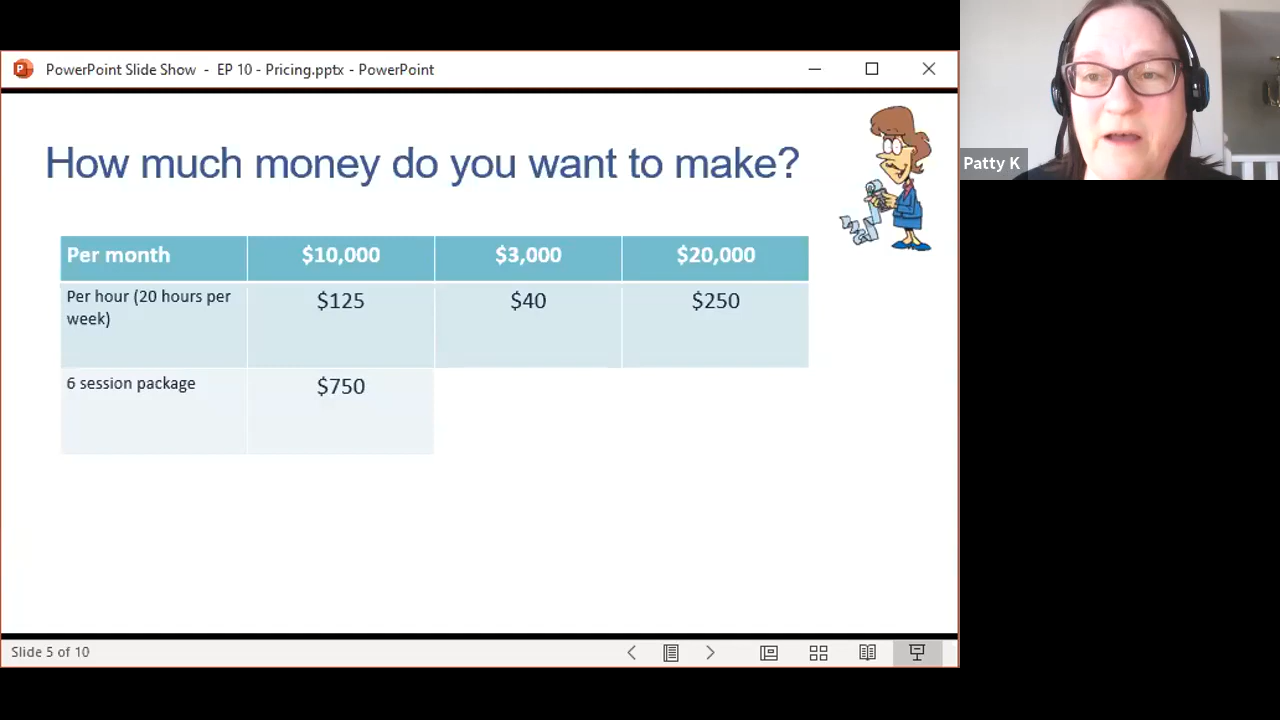 PowerPoint Slide Show - EP 10 - Pricing.pptx - PowerPoint
How much money do you want to make?
Per month $10,000 $3,000 $20,000
Per hour (20 hours per
week) $125 $40 $250
6 session package $750
Slide 5 of 10
Patty K